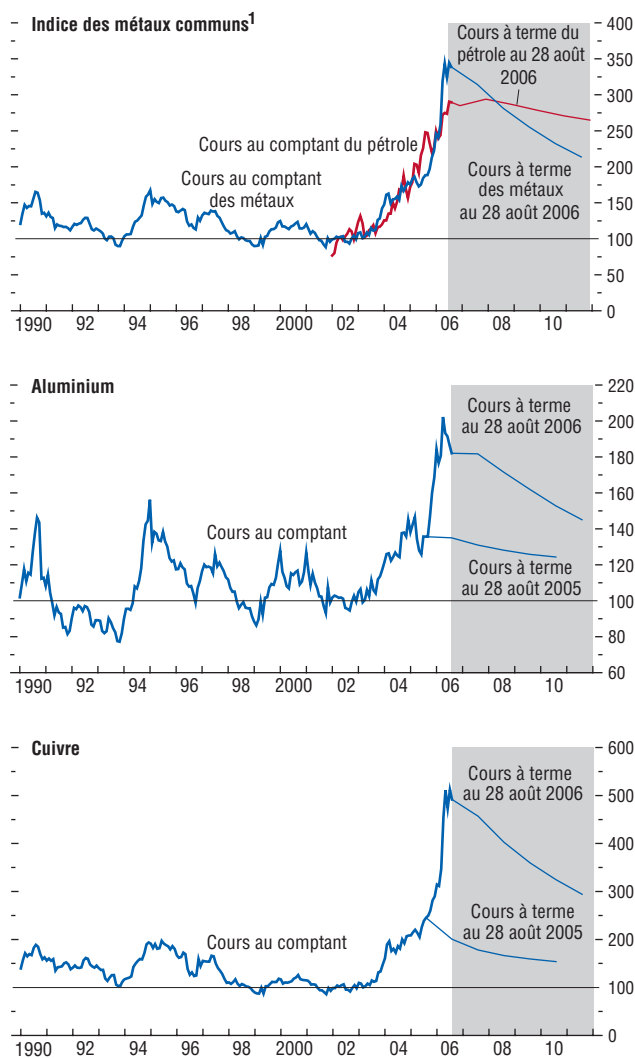 Indice des métaux communs1
400
350
300
250
200
150
100
50
0
Cours à terme du
pétrole au 28 août
2006
Cours au comptant du pétrole
Cours au comptant
des métaux
Cours à terme
des métaux
au 28 août 2006
1990 92 94 96 98 2000 02 04 06 08 10
Aluminium
220
200
180
160
140
120
100
80
60
Cours à terme
au 28 août 2006
Cours au comptant
Cours à terme
au 28 août 2005
1990 92 94 96 98 2000 02 04 06 08 10
Cuivre
600
500
400
300
200
100
0
Cours à terme
au 28 août 2006
Cours à terme
au 28 août 2005
Cours au comptant
1990 92 94 96 98 2000 02 04 06 08 10